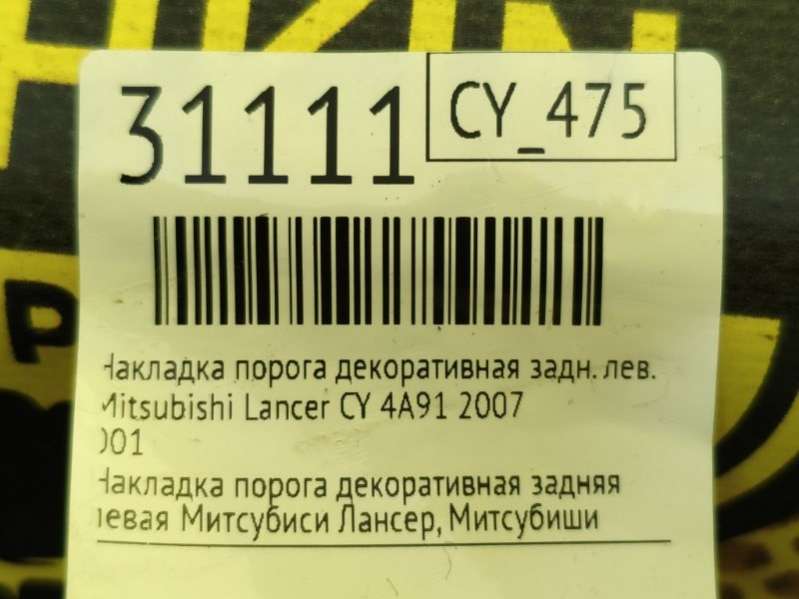 31111
CY_475
Накладка порога декоративная задн. лев.
Mitsubishi Lancer CY 4A91 2007
001
Накладка порога декоративная задняя
левая Митсубиси Лансер, Митсубиши